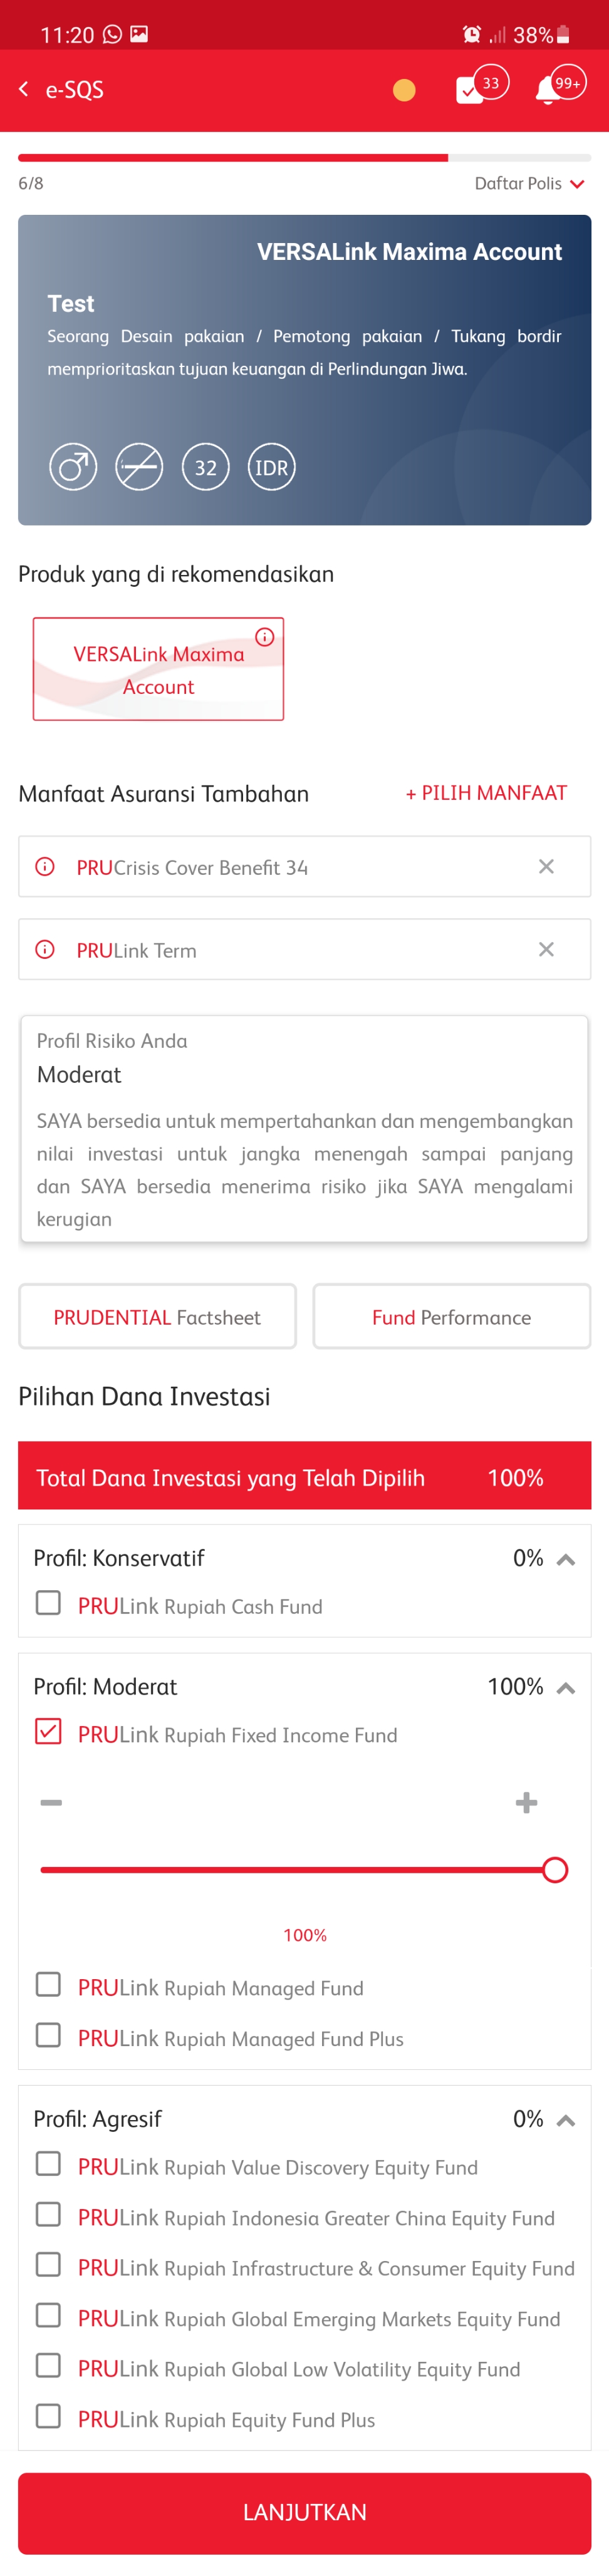 11:20
38%
e-SQS
33
99+
6/8
Daftar Polis
VERSALink Maxima Account
Test
Seorang Desain pakaian / Pemotong pakaian / Tukang bordir
memprioritaskan tujuan keuangan di Perlindungan Jiwa.
32
IDR
Produk yang di rekomendasikan
VERSALink Maxima
Account
Manfaat Asuransi Tambahan
+ PILIH MANFAAT
PRUCrisis Cover Benefit 34
PRULink Term
Profil Risiko Anda
Moderat
SAYA bersedia untuk mempertahankan dan mengembangkan
nilai investasi untuk jangka menengah sampai panjang
dan SAYA bersedia menerima risiko jika SAYA mengalami
kerugian
PRUDENTIAL Factsheet
Fund Performance
Pilihan Dana Investasi
Total Dana Investasi yang Telah Dipilih 100%
Profil: Konservatif 0%
PRULink Rupiah Cash Fund
Profil: Moderat 100%
PRULink Rupiah Fixed Income Fund
100%
PRULink Rupiah Managed Fund
PRULink Rupiah Managed Fund Plus
Profil: Agresif 0%
PRULink Rupiah Value Discovery Equity Fund
PRULink Rupiah Indonesia Greater China Equity Fund
PRULink Rupiah Infrastructure & Consumer Equity Fund
PRULink Rupiah Global Emerging Markets Equity Fund
PRULink Rupiah Global Low Volatility Equity Fund
PRULink Rupiah Equity Fund Plus
LANJUTKAN